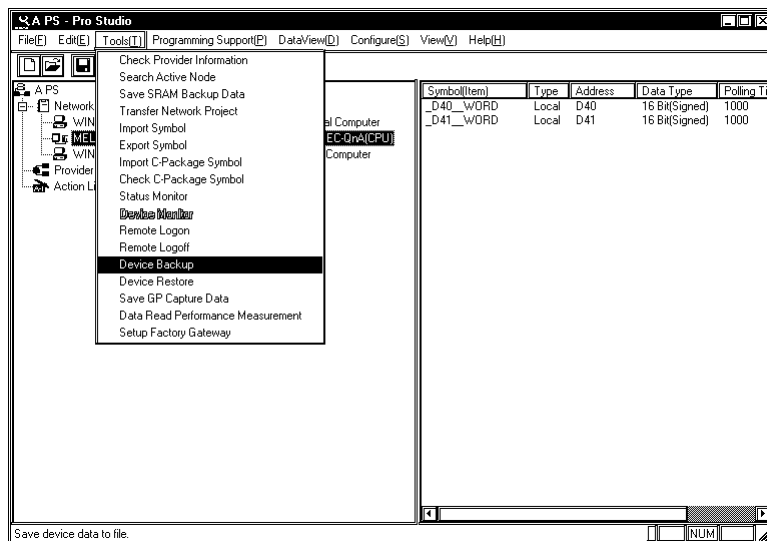 A PS - Pro Studio
File(F) Edit(E) Tools(T) Programming Support(P) DataView(D) Configure(S) View(V) Help(H)
Check Provider Information
Search Active Node
Save SRAM Backup Data
Transfer Network Project
Import Symbol
Export Symbol
Import C-Package Symbol
Check C-Package Symbol
Status Monitor
Device Monitor
Remote Logon
Remote Logoff
Device Backup
Device Restore
Save GP Capture Data
Data Read Performance Measurement
Setup Factory Gateway
A PS
Network
WIN
al Computer
MEL
EC-QnA(CPU)
WIN
Computer
Provider
Action Li
Symbol(Item) Type Address Data Type Polling Ti
_D40__WORD Local D40 16 Bit(Signed) 1000
_D41__WORD Local D41 16 Bit(Signed) 1000
Save device data to file.
NUM